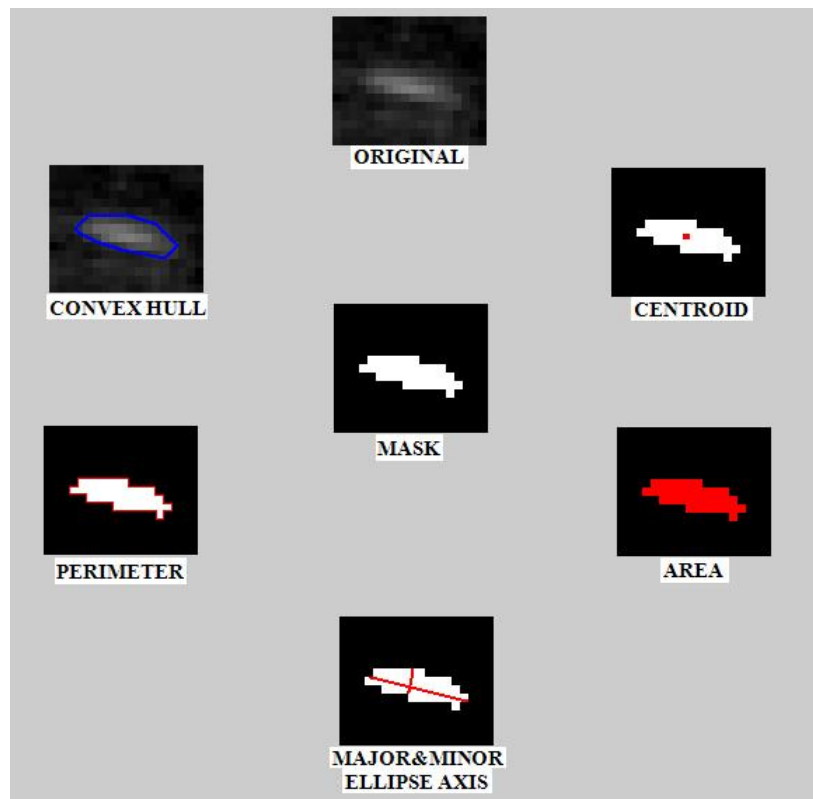 ORIGINAL
CONVEX HULL
CENTROID
MASK
PERIMETER
AREA
MAJOR&MINOR
ELLIPSE AXIS